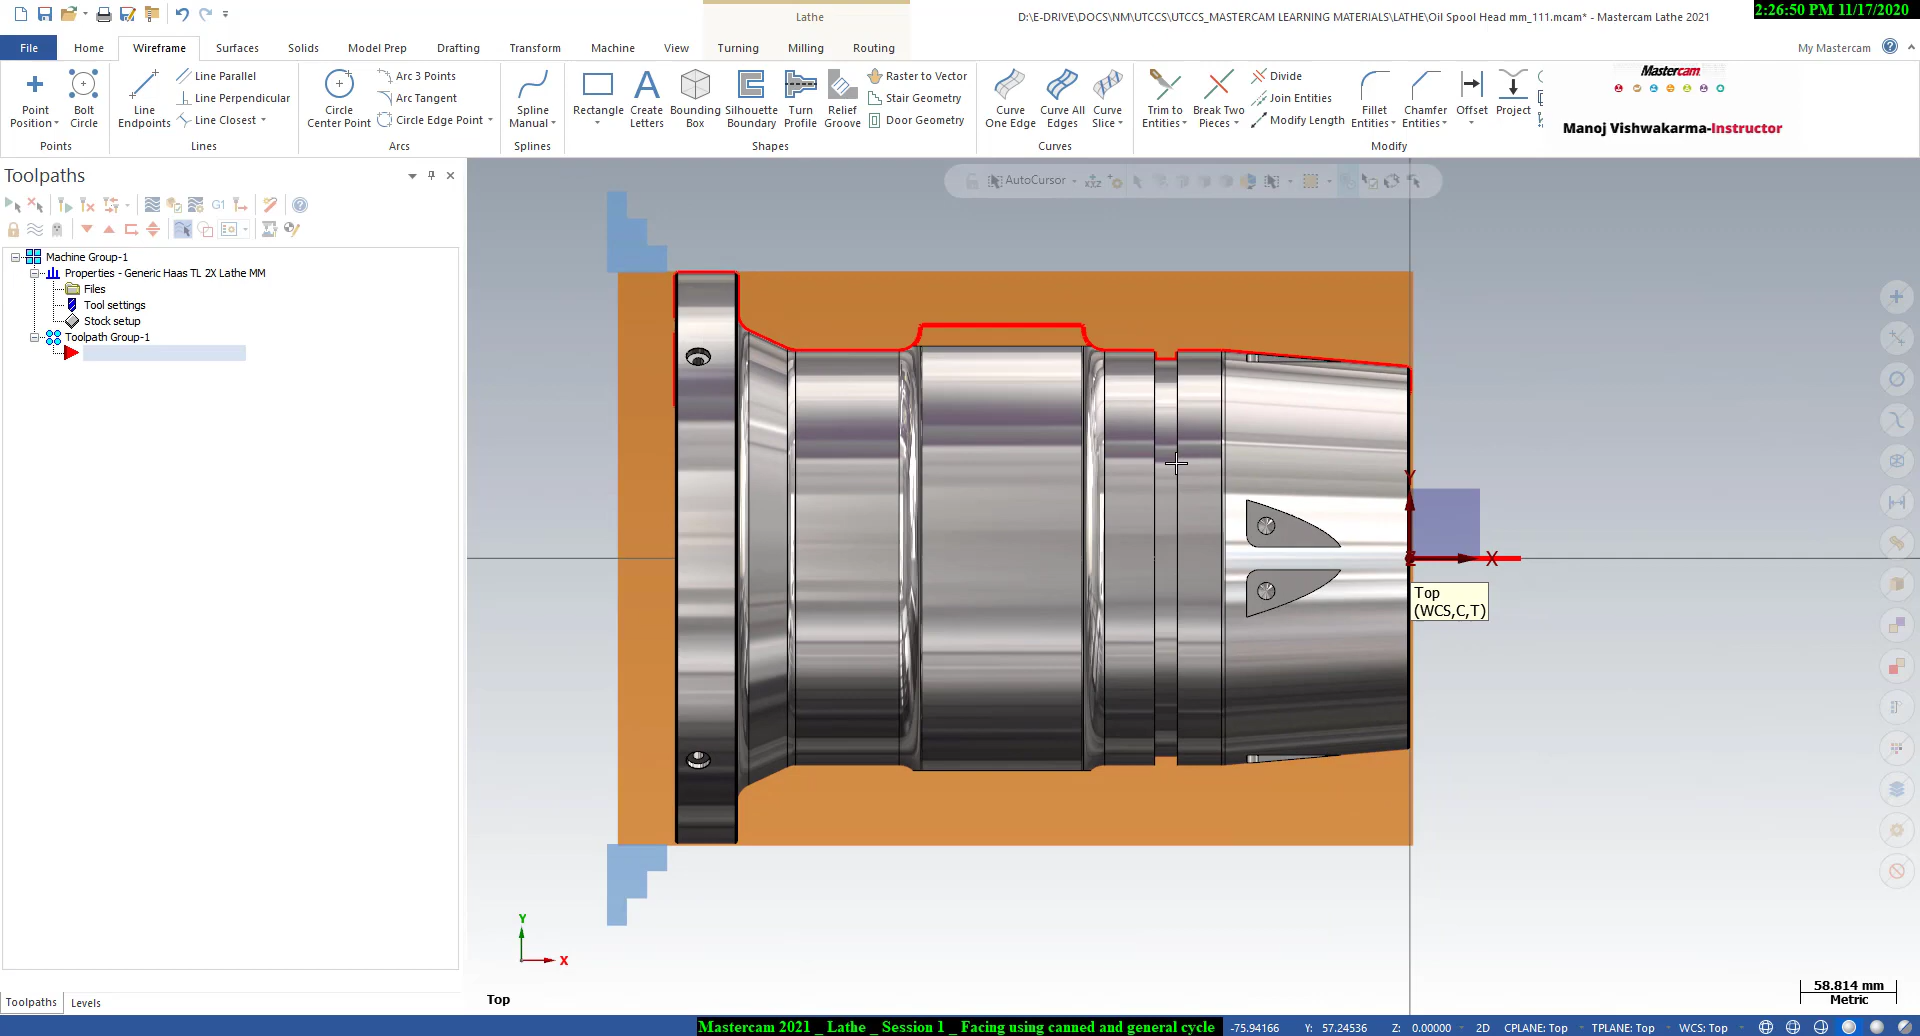 D:\E-DRIVE\DOCS\NM\UTCCS\UTCCS_MASTERCAM LEARNING MATERIALS\LATHE\Oil Spool Head mm_111.mcam* - Mastercam Lathe 2021
2:26:50 PM 11/17/2020
Lathe
File Home Wireframe Surfaces Solids Model Prep Drafting Transform Machine View Turning Milling Routing My Mastercam
Point Position
Bolt Circle
Points
Line Endpoints
Line Parallel
Line Perpendicular
Line Closest
Lines
Circle Center Point
Arc 3 Points
Arc Tangent
Circle Edge Point
Arcs
Spline Manual
Splines
Rectangle
Create Letters
Bounding Box
Silhouette Boundary
Turn Profile
Relief Groove
Raster to Vector
Stair Geometry
Door Geometry
Shapes
Curve One Edge
Curve All Edges
Curve Slice
Curves
Trim to Entities
Break Two Pieces
Divide
Join Entities
Modify Length
Fillet Entities
Chamfer Entities
Offset
Project
Modify
Mastercam
Manoj Vishwakarma-Instructor
Toolpaths
G1
AutoCursor
Machine Group-1
Properties - Generic Haas TL 2X Lathe MM
Files
Tool settings
Stock setup
Toolpath Group-1
Y
Z
X
Top
(WCS,C,T)
Y
X
Top
58.814 mm
Metric
Toolpaths Levels
Mastercam 2021 _ Lathe _ Session 1 _ Facing using canned and general cycle
-75.94166 Y: 57.24536 Z: 0.00000 2D CPLANE: Top TPLANE: Top WCS: Top